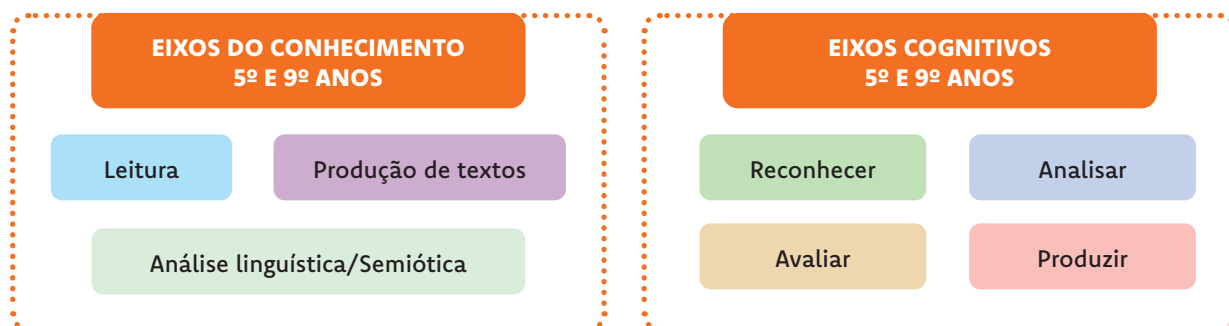 EIXOS DO CONHECIMENTO
5º E 9º ANOS
Leitura
Produção de textos
Análise linguística/Semiótica
EIXOS COGNITIVOS
5º E 9º ANOS
Reconhecer
Analisar
Avaliar
Produzir